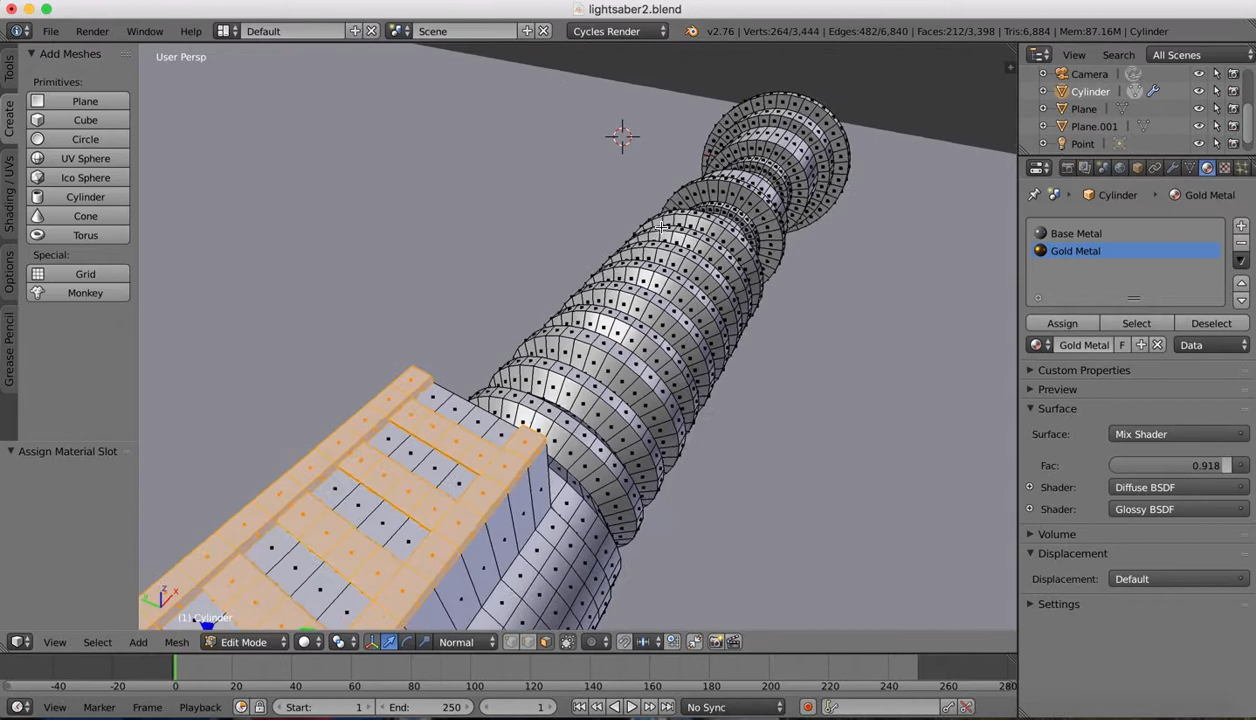 lightsaber2.blend
File Render Window Help Default Scene Cycles Render v2.76 | Verts:264/3,444 | Edges:482/6,840 | Faces:212/3,398 | Tris:6,884 | Mem:87.16M | Cylinder
Tools
Create
Shading / UVs
Options
Grease Pencil
Add Meshes
Primitives:
Plane
Cube
Circle
UV Sphere
Ico Sphere
Cylinder
Cone
Torus
Special:
Grid
Monkey
Assign Material Slot
User Persp
z x y
(1) Cylinder
View Select Add Mesh Edit Mode Normal
View Search All Scenes
Camera
Cylinder
Plane
Plane.001
Point
Cylinder Gold Metal
Base Metal
Gold Metal
Assign Select Deselect
Gold Metal F Data
Custom Properties
Preview
Surface
Surface: Mix Shader
Fac: 0.918
Shader: Diffuse BSDF
Shader: Glossy BSDF
Volume
Displacement
Displacement: Default
Settings
-40 -20 0 20 40 60 80 100 120 140 160 180 200 220 240 260 280
View Marker Frame Playback Start: 1 End: 250 1 No Sync